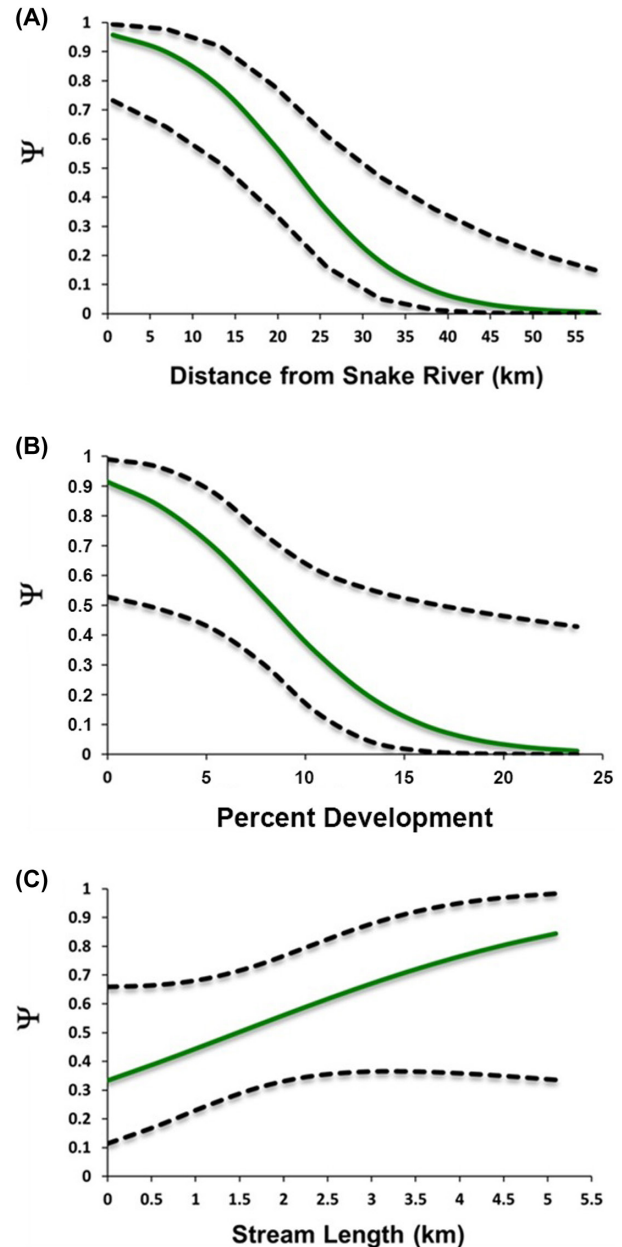 (A)
1
0.9
0.8
0.7
0.6
0.5
0.4
0.3
0.2
0.1
0
Ψ
0 5 10 15 20 25 30 35 40 45 50 55
Distance from Snake River (km)
(B)
1
0.9
0.8
0.7
0.6
0.5
0.4
0.3
0.2
0.1
0
Ψ
0 5 10 15 20 25
Percent Development
(C)
1
0.9
0.8
0.7
0.6
0.5
0.4
0.3
0.2
0.1
0
Ψ
0 0.5 1 1.5 2 2.5 3 3.5 4 4.5 5 5.5
Stream Length (km)